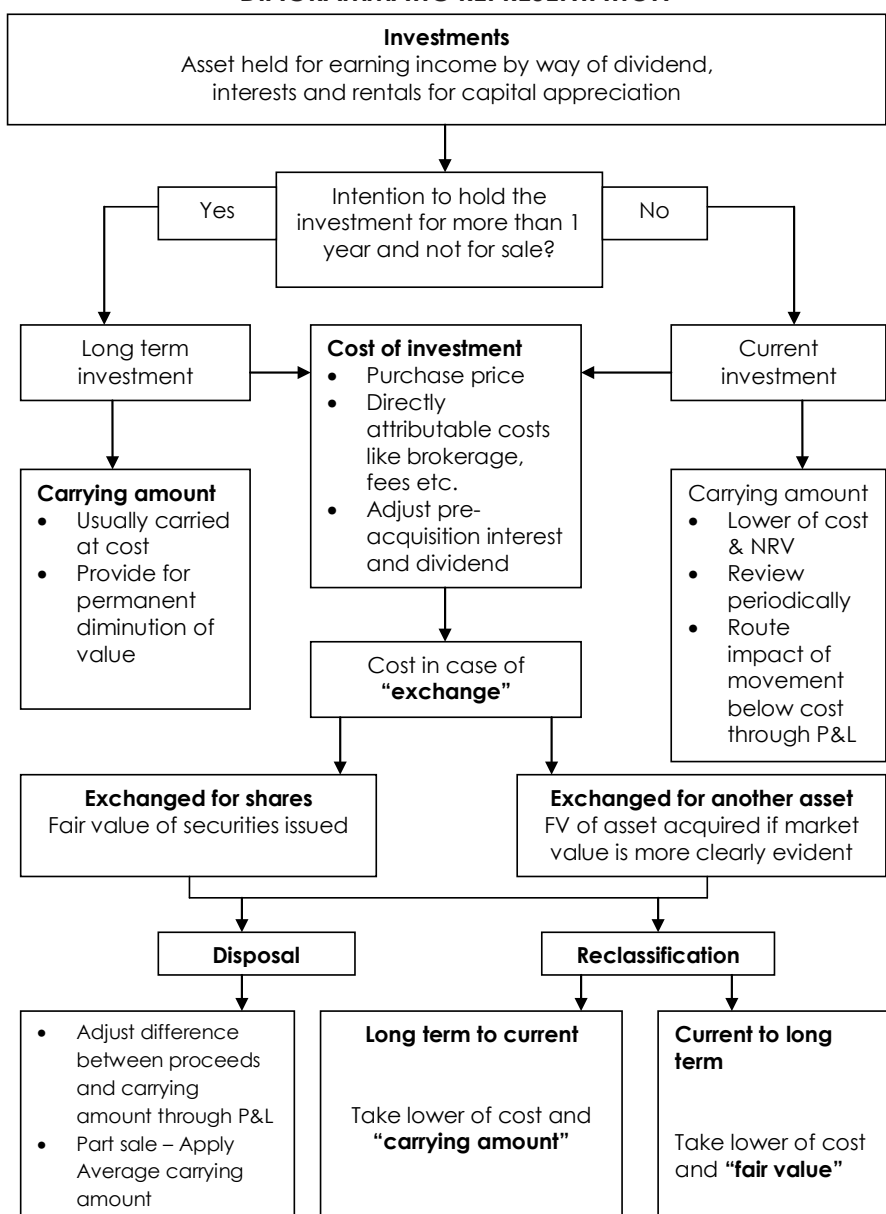 Investments
Asset held for earning income by way of dividend,
interests and rentals for capital appreciation
Yes
Intention to hold the
investment for more than 1
year and not for sale?
No
Long term
investment
Cost of investment
• Purchase price
• Directly
attributable costs
like brokerage,
fees etc.
• Adjust pre-
acquisition interest
and dividend
Current
investment
Carrying amount
• Usually carried
at cost
• Provide for
permanent
diminution of
value
Carrying amount
• Lower of cost
& NRV
• Review
periodically
• Route
impact of
movement
below cost
through P&L
Cost in case of
“exchange”
Exchanged for shares
Fair value of securities issued
Exchanged for another asset
FV of asset acquired if market
value is more clearly evident
Disposal
Reclassification
• Adjust difference
between proceeds
and carrying
amount through P&L
• Part sale – Apply
Average carrying
amount
Long term to current
Take lower of cost and
“carrying amount”
Current to long
term
Take lower of cost
and “fair value”